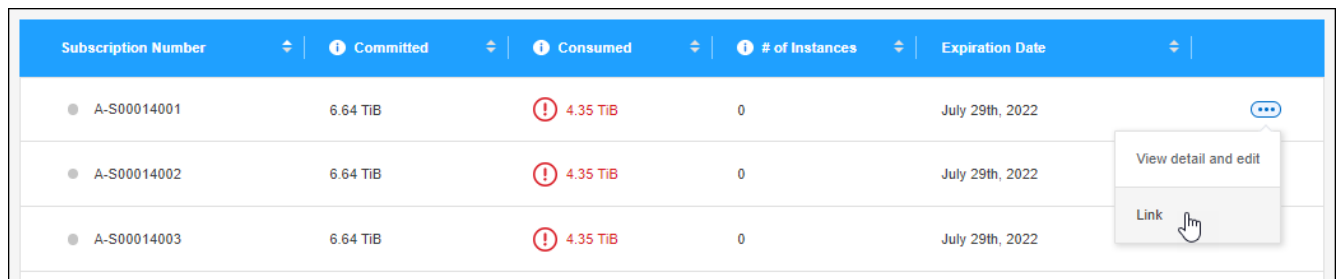 Subscription Number Committed Consumed # of Instances Expiration Date
A-S00014001 6.64 TiB 4.35 TiB 0 July 29th, 2022
View detail and edit
A-S00014002 6.64 TiB 4.35 TiB 0 July 29th, 2022
Link
A-S00014003 6.64 TiB 4.35 TiB 0 July 29th, 2022